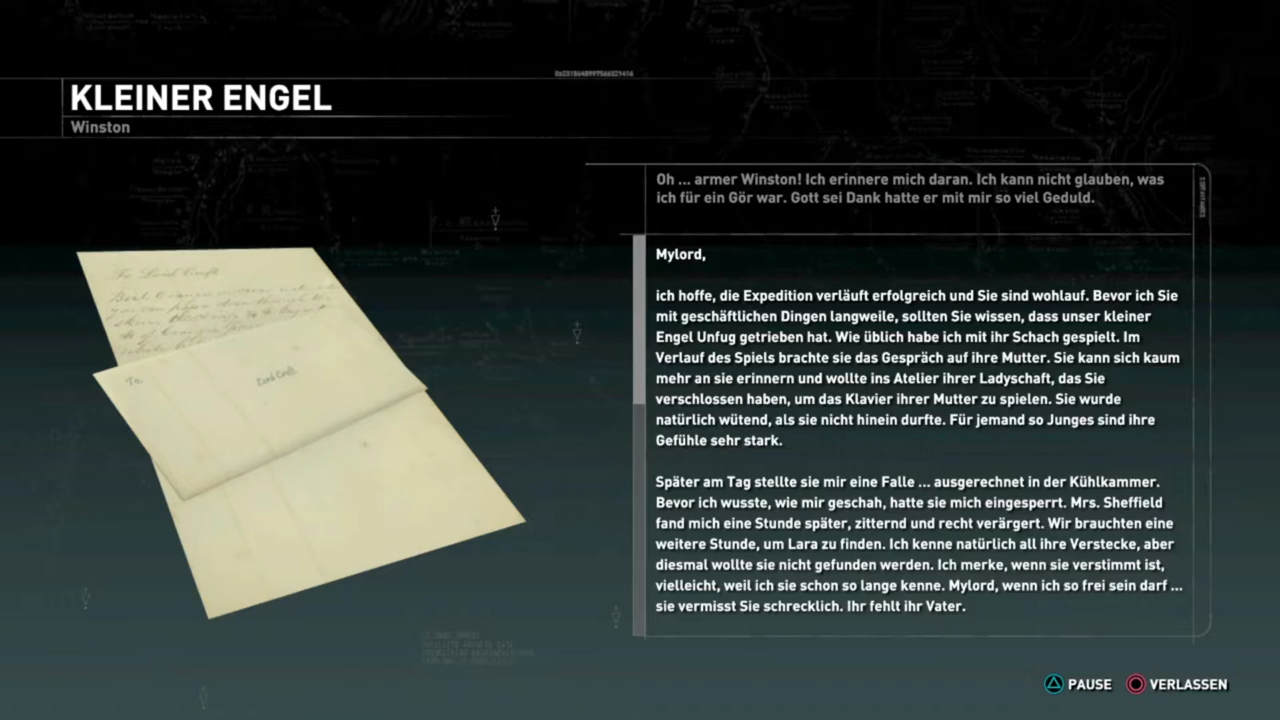 KLEINER ENGEL
Winston
Oh ... armer Winston! Ich erinnere mich daran. Ich kann nicht glauben, was
ich für ein Gör war. Gott sei Dank hatte er mit mir so viel Geduld.
Mylord,
ich hoffe, die Expedition verläuft erfolgreich und Sie sind wohlauf. Bevor ich Sie
mit geschäftlichen Dingen langweile, sollten Sie wissen, dass unser kleiner
Engel Unfug getrieben hat. Wie üblich habe ich mit ihr Schach gespielt. Im
Verlauf des Spiels brachte sie das Gespräch auf ihre Mutter. Sie kann sich kaum
mehr an sie erinnern und wollte ins Atelier ihrer Ladyschaft, das Sie
verschlossen haben, um das Klavier ihrer Mutter zu spielen. Sie wurde
natürlich wütend, als sie nicht hinein durfte. Für jemand so Junges sind ihre
Gefühle sehr stark.
Später am Tag stellte sie mir eine Falle ... ausgerechnet in der Kühlkammer.
Bevor ich wusste, wie mir geschah, hatte sie mich eingesperrt. Mrs. Sheffield
fand mich eine Stunde später, zitternd und recht verärgert. Wir brauchten eine
weitere Stunde, um Lara zu finden. Ich kenne natürlich all ihre Verstecke, aber
diesmal wollte sie nicht gefunden werden. Ich merke, wenn sie verstimmt ist,
vielleicht, weil ich sie schon so lange kenne. Mylord, wenn ich so frei sein darf ...
sie vermisst Sie schrecklich. Ihr fehlt ihr Vater.
To Lord Croft
To:
Lord Croft
PAUSE
VERLASSEN